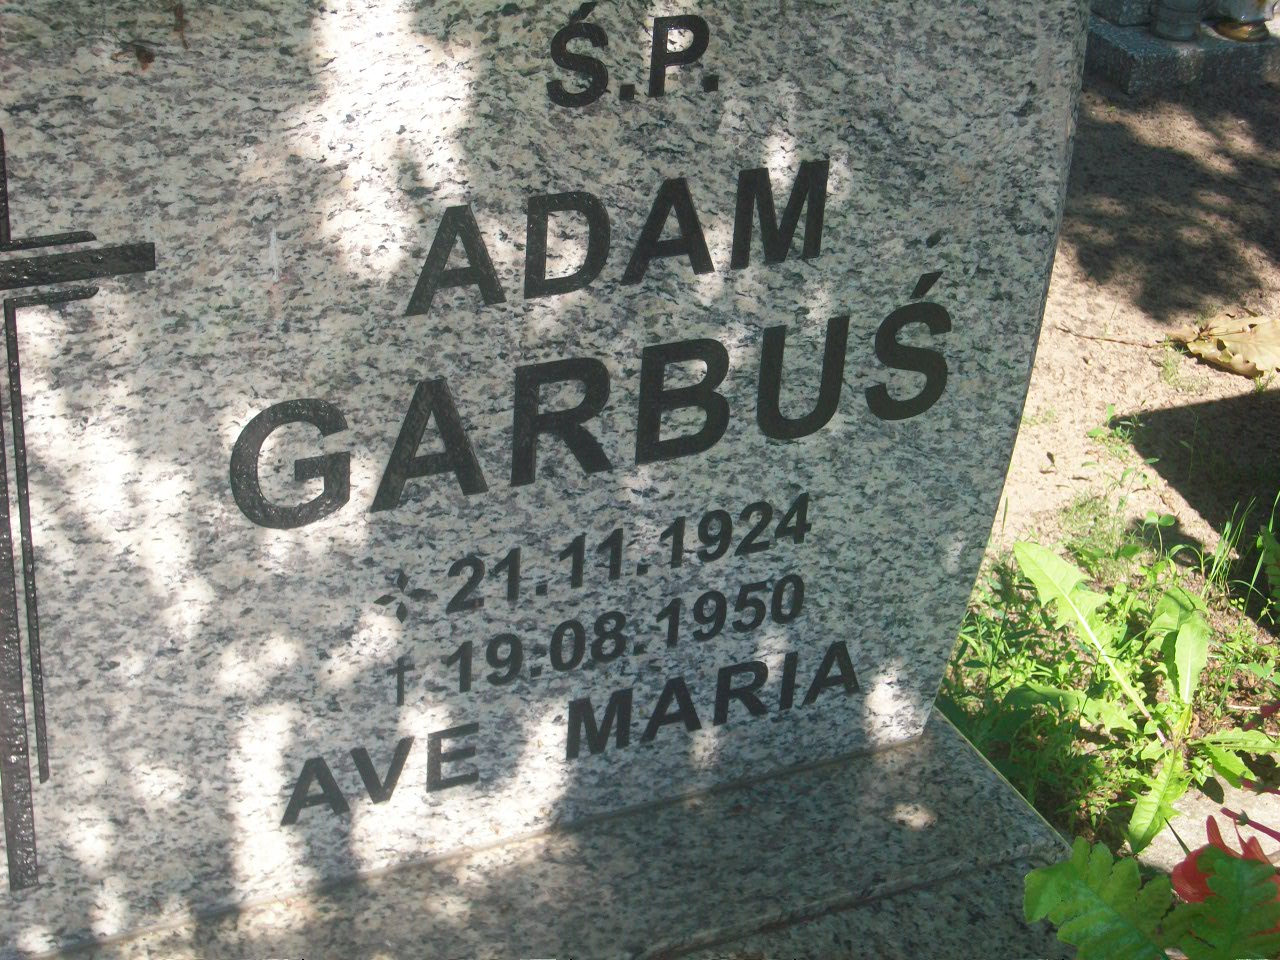 Ś.P.
ADAM
GARBUŚ
21.11.1924
† 19.08.1950
AVE MARIA